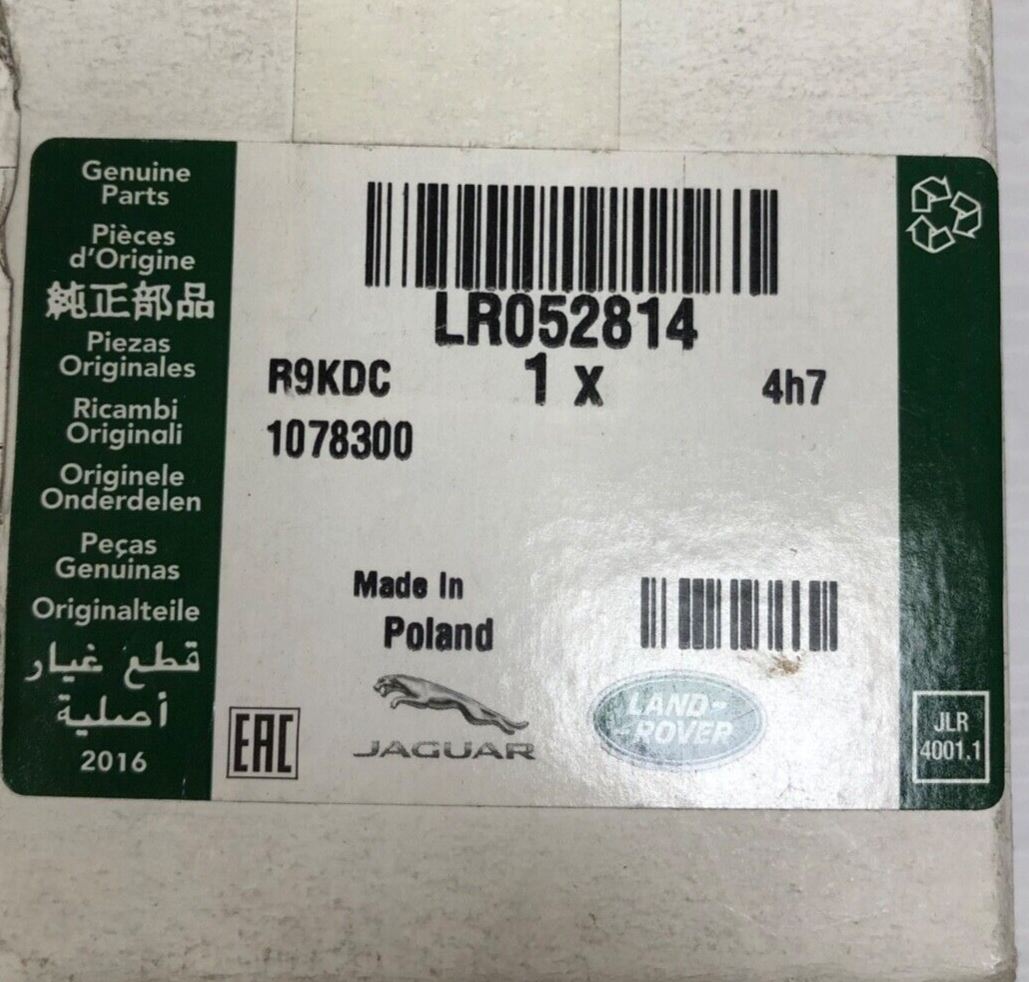 Genuine
Parts
Pièces
d'Origine
純正部品
Piezas
Originales
Ricambi
Originali
Originele
Onderdelen
Peças
Genuínas
Originalteile
قطع غيار
أصلية
2016
LR052814
R9KDC 1 x 4h7
1078300
Made In
Poland
EAC
JAGUAR
LAND-
-ROVER
JLR
4001.1